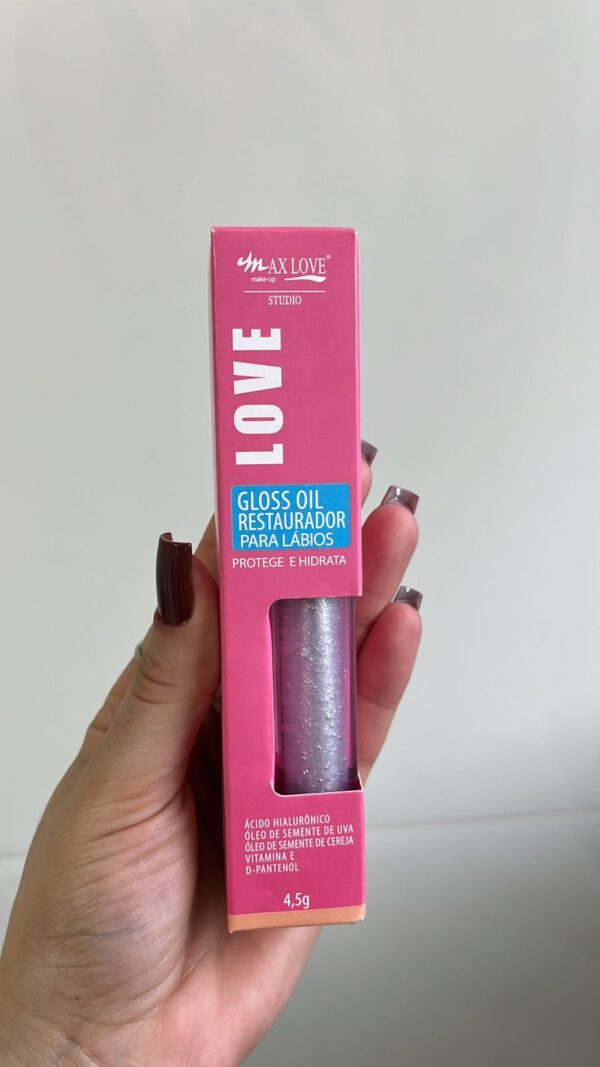 MAX LOVE®
make-up
STUDIO
LOVE
GLOSS OIL
RESTAURADOR
PARA LÁBIOS
PROTEGE E HIDRATA
ÁCIDO HIALURÔNICO
ÓLEO DE SEMENTE DE UVA
ÓLEO DE SEMENTE DE CEREJA
VITAMINA E
D-PANTENOL
4,5g